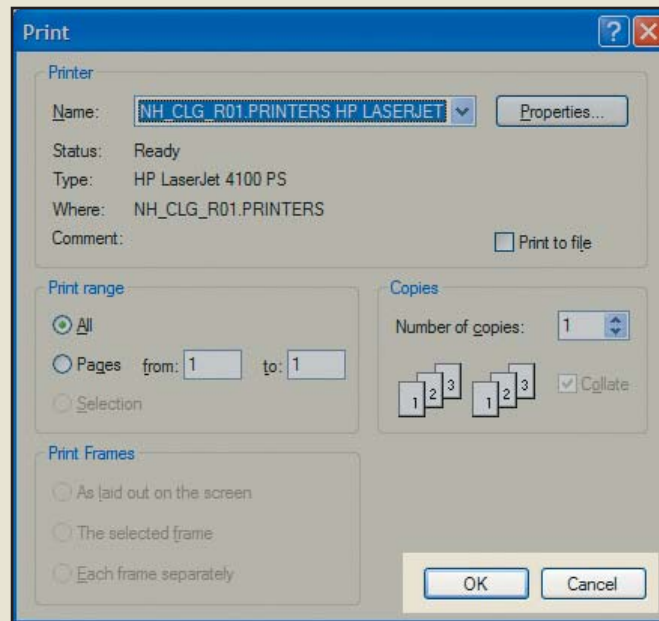 Print
Printer
Name: NH_CLG_R01.PRINTERS HP LASERJET Properties...
Status: Ready
Type: HP LaserJet 4100 PS
Where: NH_CLG_R01.PRINTERS
Comment: Print to file
Print range
All
Pages from: 1 to: 1
Selection
Copies
Number of copies: 1
1 2 3 1 2 3 Collate
Print Frames
As laid out on the screen
The selected frame
Each frame separately
OK Cancel